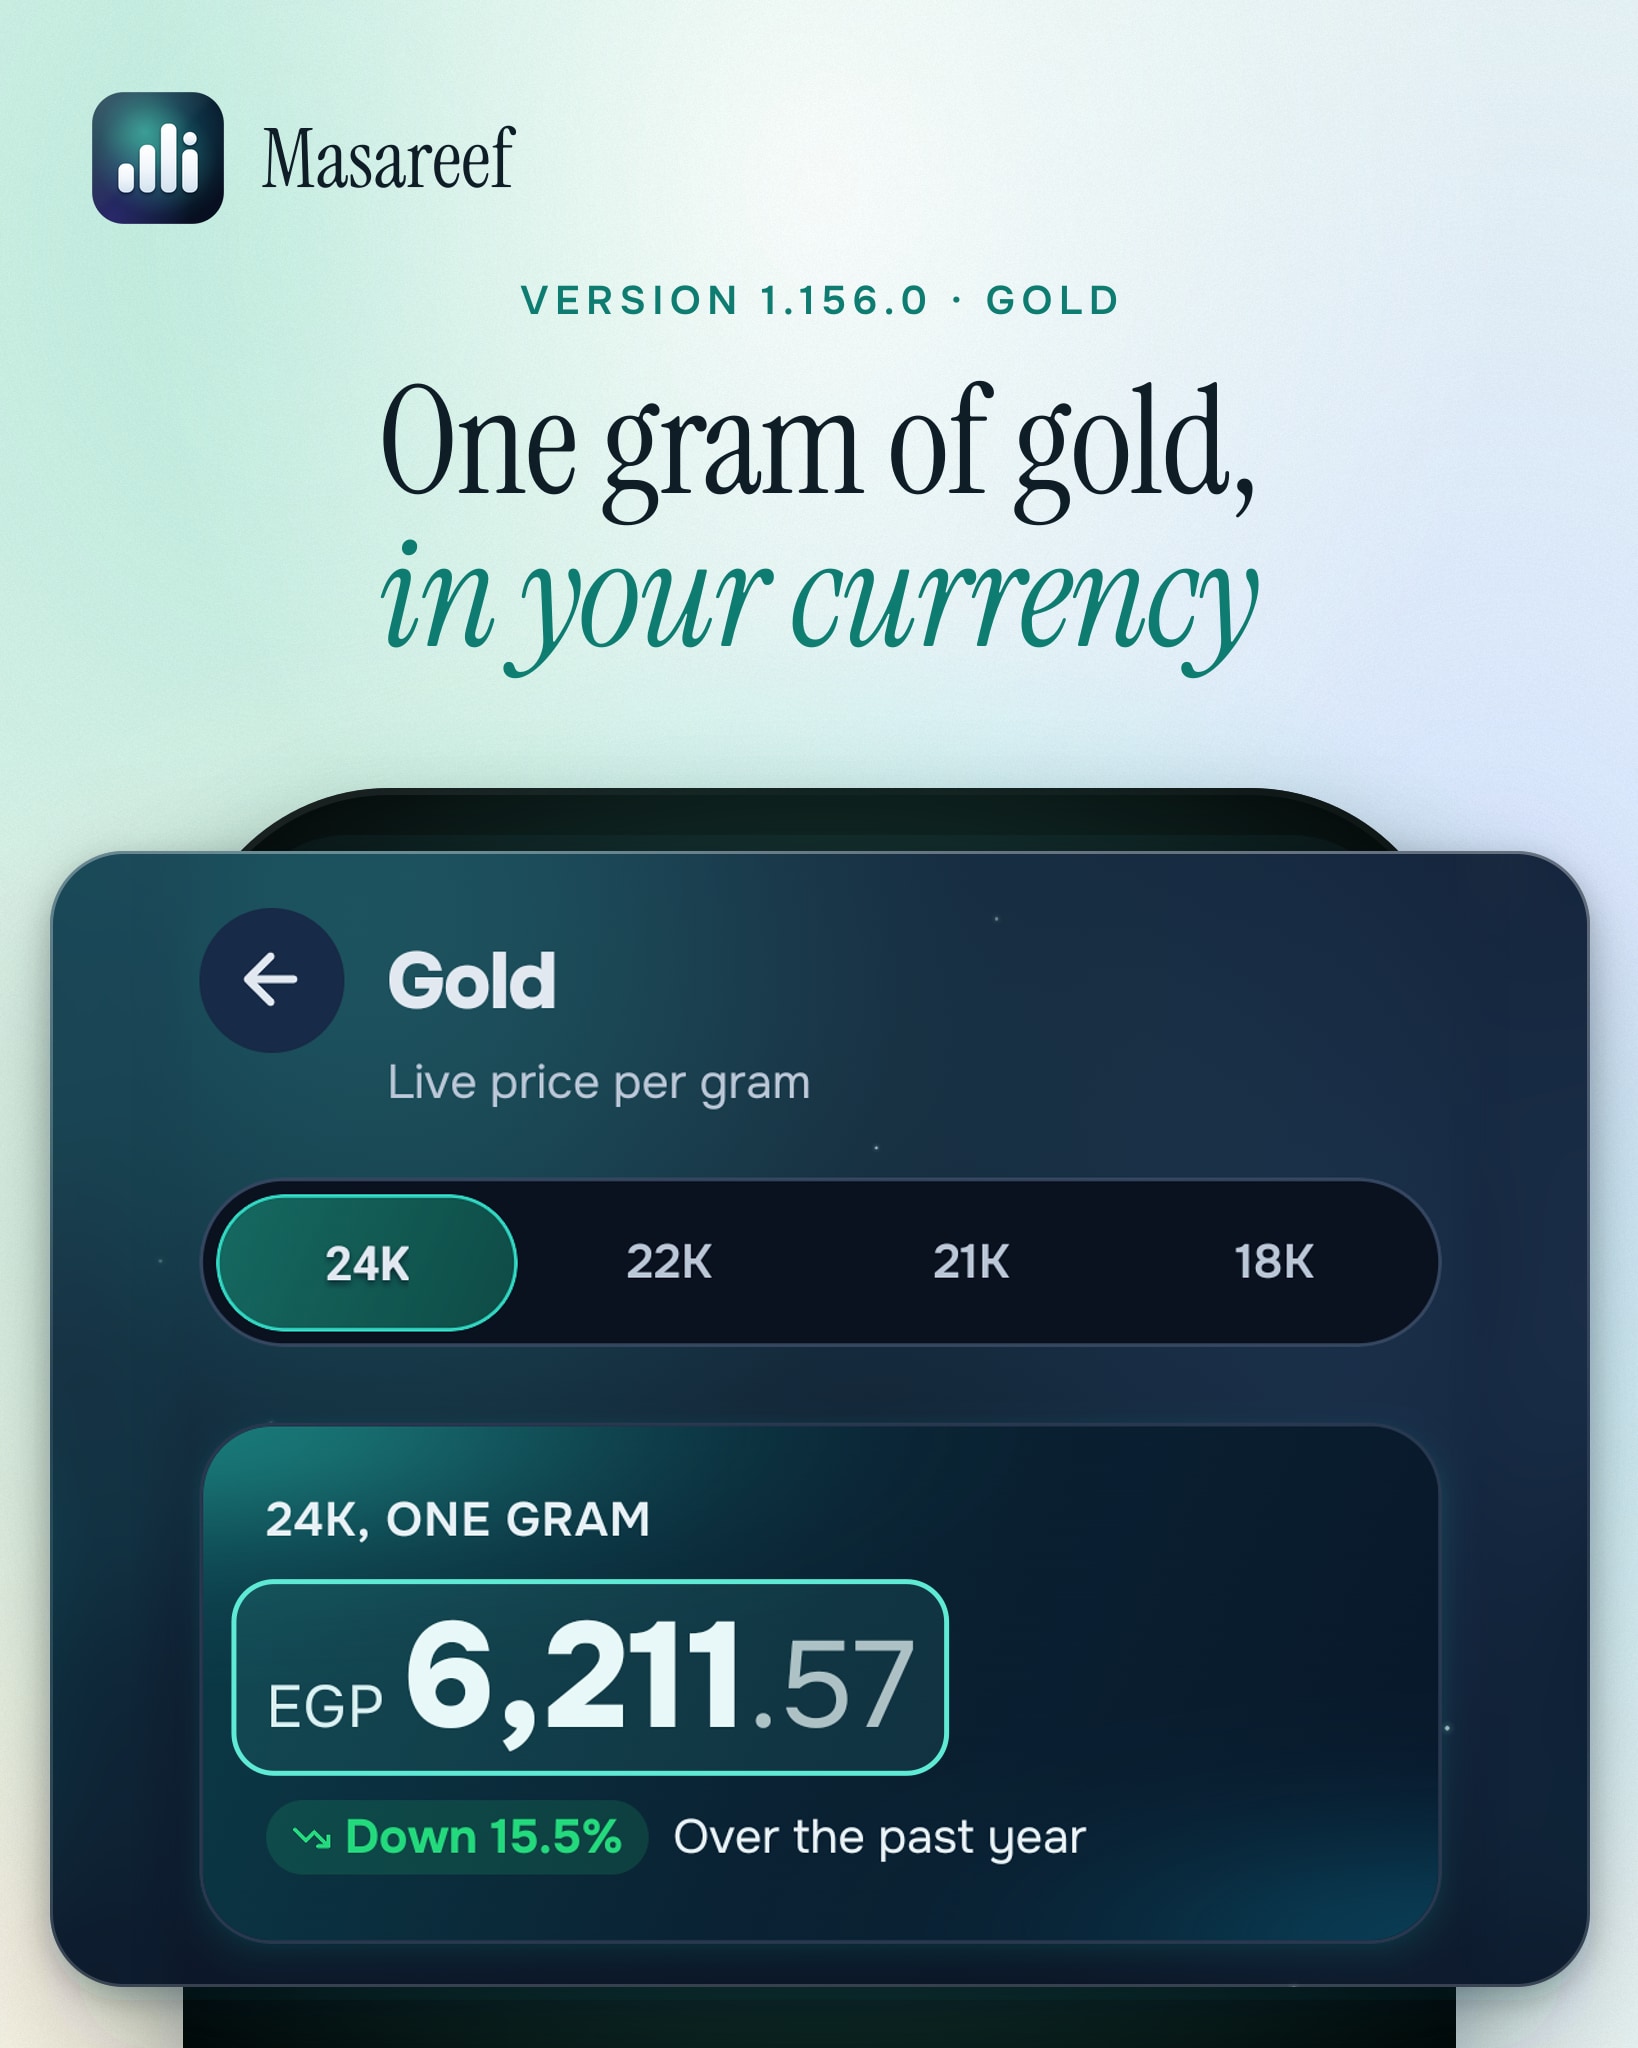 Masareef
VERSION 1.156.0 · GOLD
One gram of gold,
in your currency
Gold
Live price per gram
24K 22K 21K 18K
24K, ONE GRAM
EGP 6,211.57
Down 15.5% Over the past year